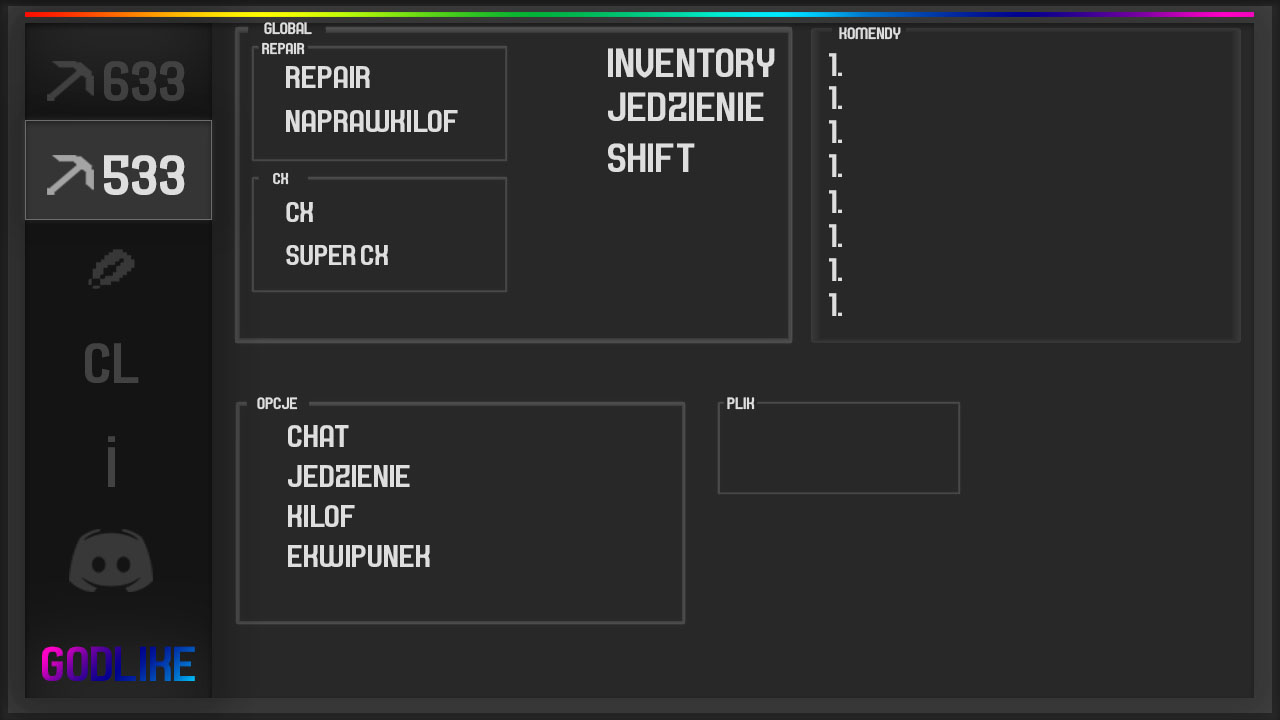 633
533
CL
i
GODLIKE
GLOBAL
REPAIR
REPAIR
NAPRAWKILOF
CX
CX
SUPER CX
INVENTORY
JEDZIENIE
SHIFT
KOMENDY
1.
1.
1.
1.
1.
1.
1.
1.
OPCJE
CHAT
JEDZIENIE
KILOF
EKWIPUNEK
PLIK